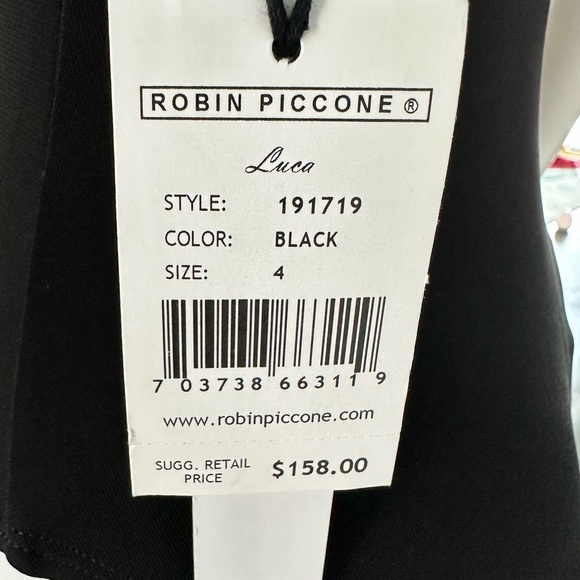 ROBIN PICCONE ®
Luca
STYLE: 191719
COLOR: BLACK
SIZE: 4
7 03738 66311 9
www.robinpiccone.com
SUGG. RETAIL PRICE $158.00